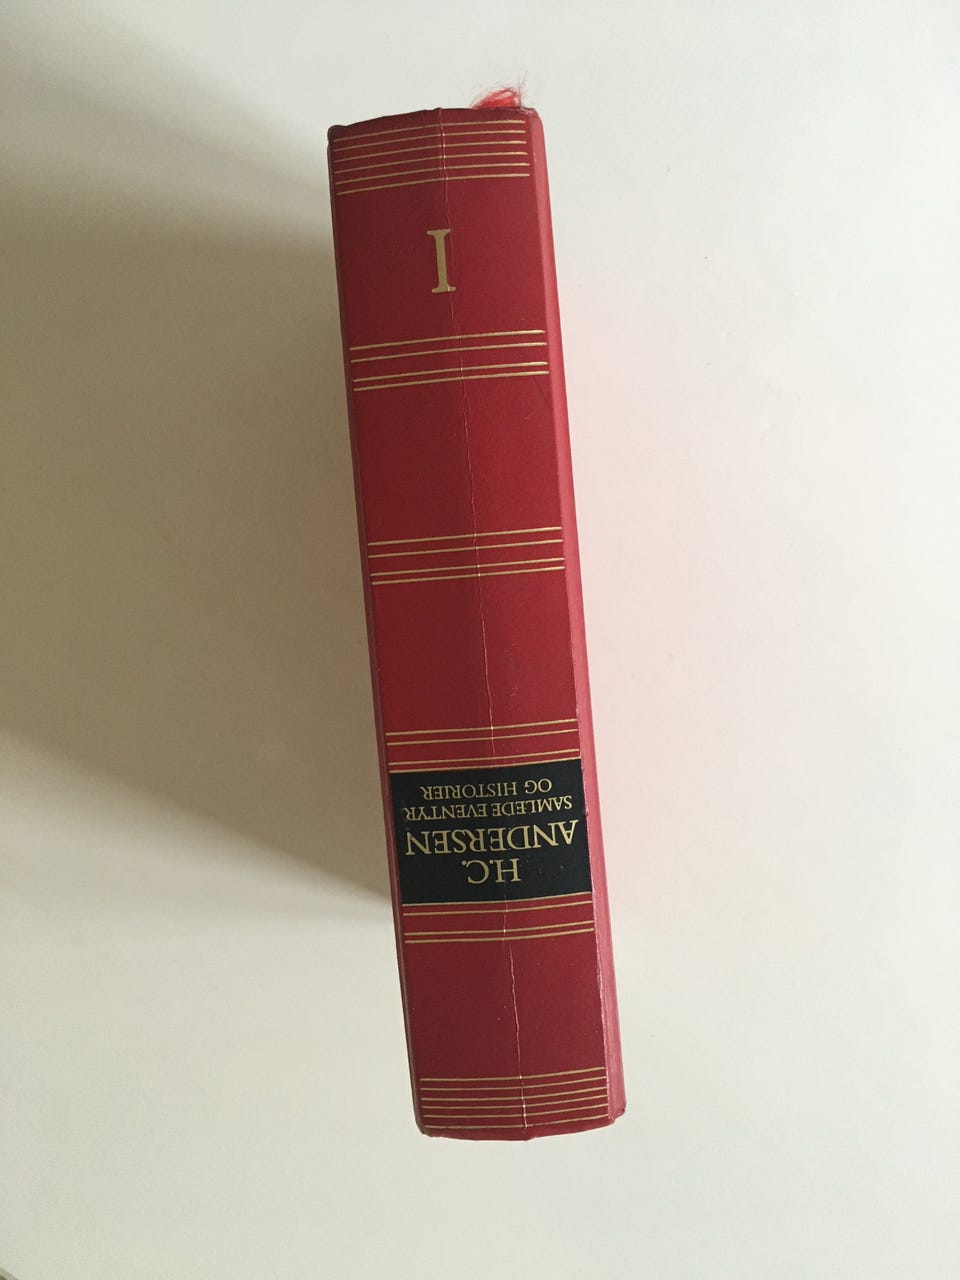 H.C.
ANDERSEN
SAMLEDE EVENTYR
OG HISTORIER
I